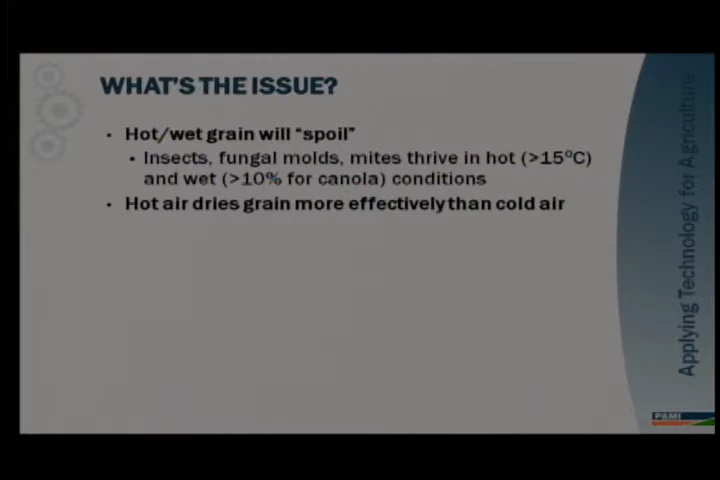 WHAT'S THE ISSUE?
• Hot/wet grain will “spoil”
• Insects, fungal molds, mites thrive in hot (>15ºC)
and wet (>10% for canola) conditions
• Hot air dries grain more effectively than cold air
Applying Technology for Agriculture
PAMI